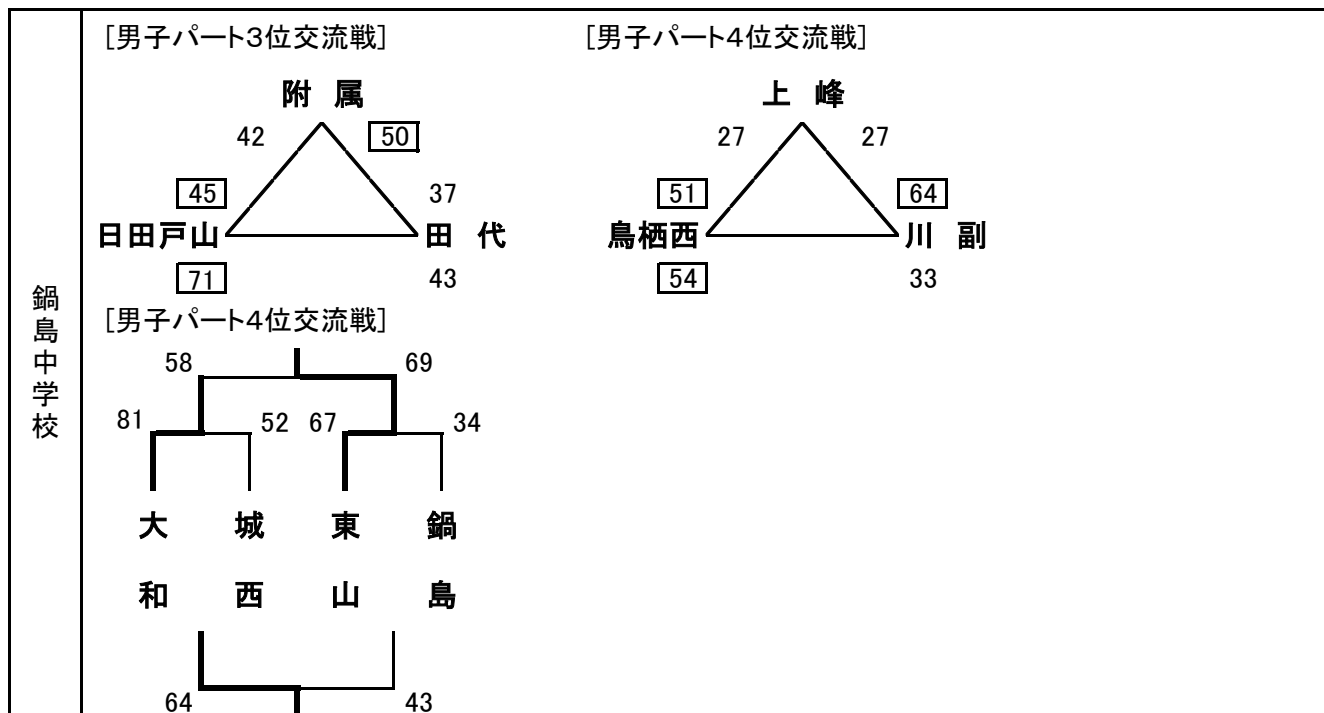 鍋島中学校
[男子パート3位交流戦]
附 属
42 50
45 37
日田戸山 田 代
71 43
[男子パート4位交流戦]
上 峰
27 27
51 64
鳥栖西 川 副
54 33
[男子パート4位交流戦]
58 69
81 52 67 34
大和 城西 東山 鍋島
64 43